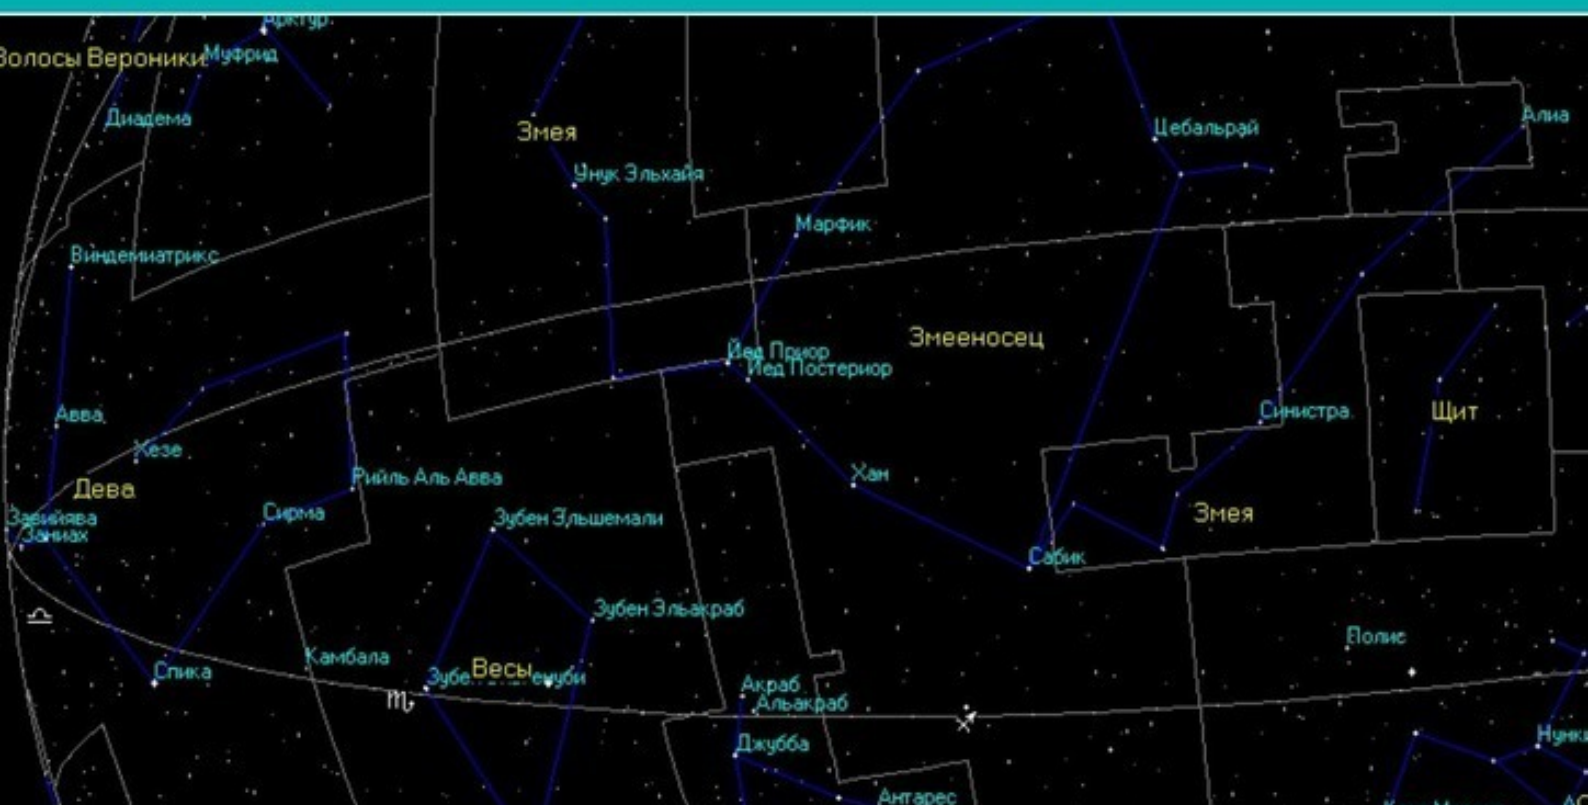 Арктур
Волосы Вероники
Муфрид
Диадема
Алиа
Цебальрай
Змея
Унук Эльхайя
Марфик
Виндемиатрикс
Змееносец
Йед Приор
Йед Постериор
Авва
Синистра
Щит
Хезе
Хан
Рийль Аль Авва
Дева
Сирма
Змея
Завийява
Зубен Эльшемали
Заниах
Сабик
Зубен Эльакраб
Полис
Камбала
Спика
Весы
Акраб
Альакраб
Джубба
Антарес